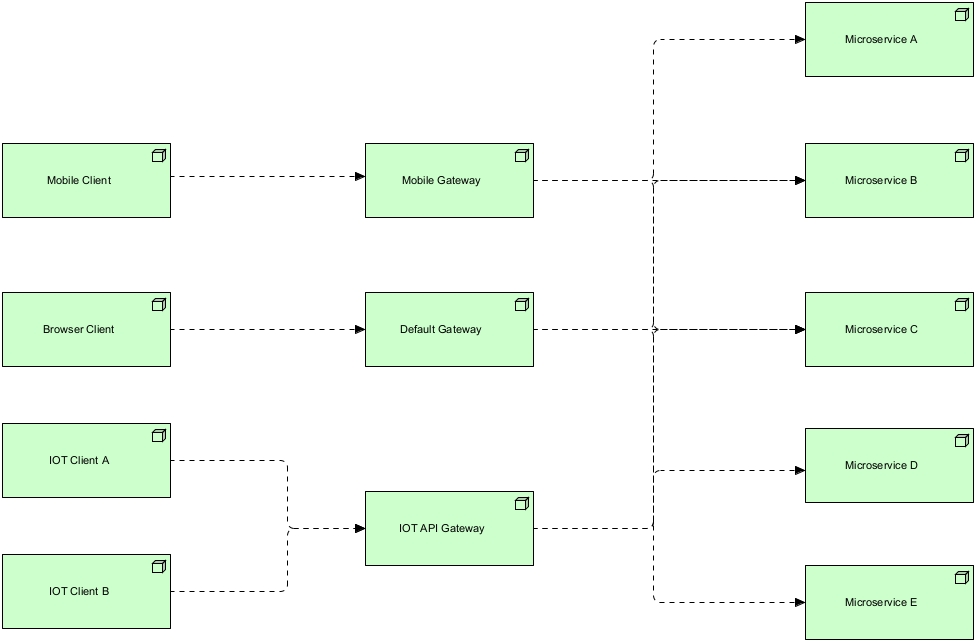 Microservice A
Mobile Client
Mobile Gateway
Microservice B
Browser Client
Default Gateway
Microservice C
IOT Client A
Microservice D
IOT API Gateway
IOT Client B
Microservice E